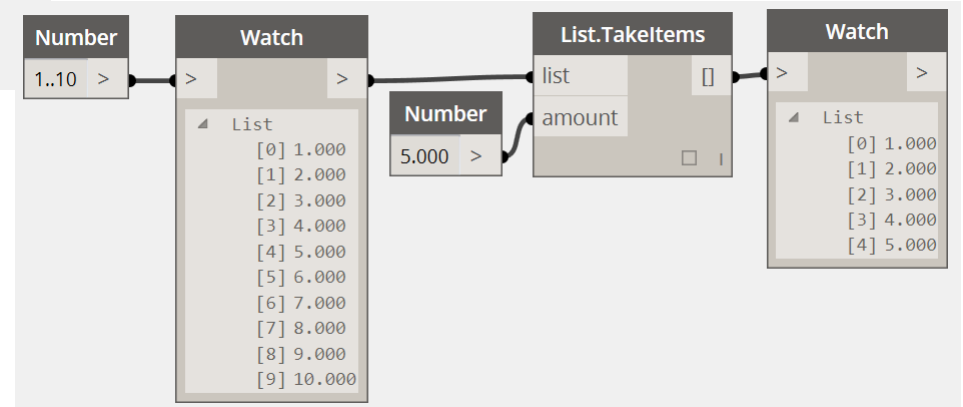 Number
1..10 >
Watch
> >
List
[0] 1.000
[1] 2.000
[2] 3.000
[3] 4.000
[4] 5.000
[5] 6.000
[6] 7.000
[7] 8.000
[8] 9.000
[9] 10.000
Number
5.000 >
List.TakeItems
list []
amount
Watch
> >
List
[0] 1.000
[1] 2.000
[2] 3.000
[3] 4.000
[4] 5.000